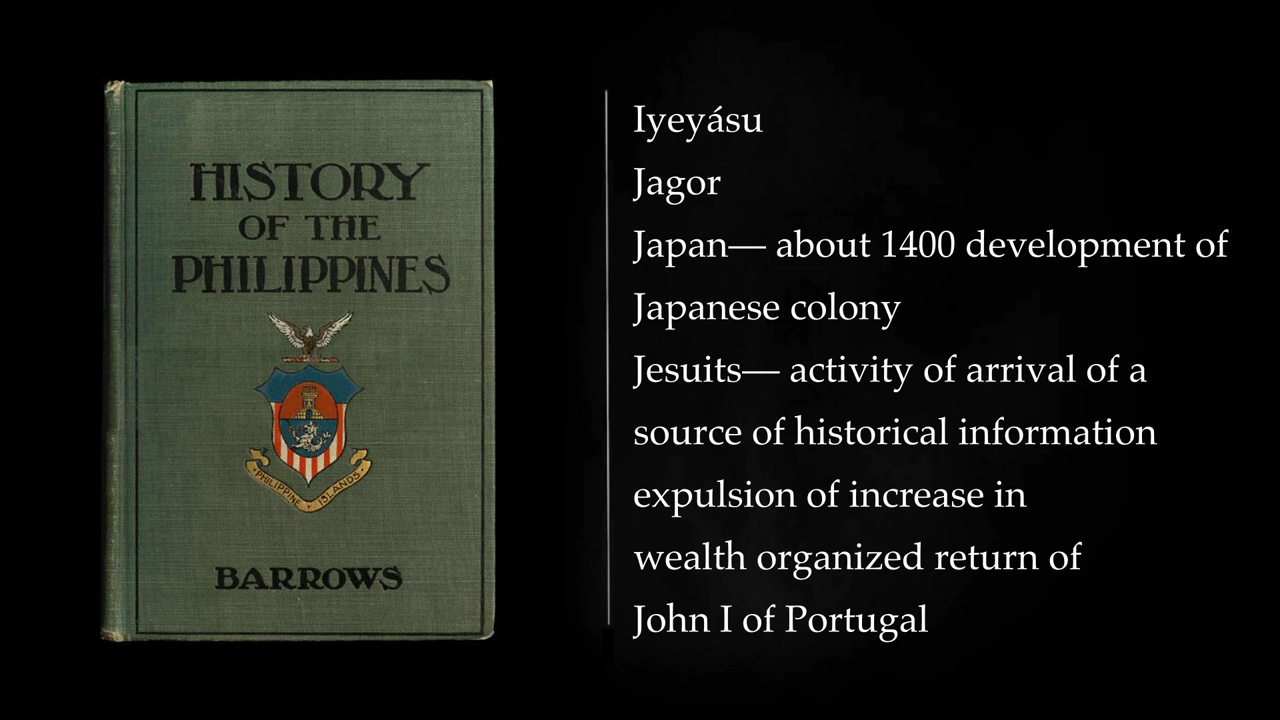 HISTORY
OF THE
PHILIPPINES
PHILIPPINE ISLANDS
BARROWS
Iyeyásu
Jagor
Japan— about 1400 development of
Japanese colony
Jesuits— activity of arrival of a
source of historical information
expulsion of increase in
wealth organized return of
John I of Portugal